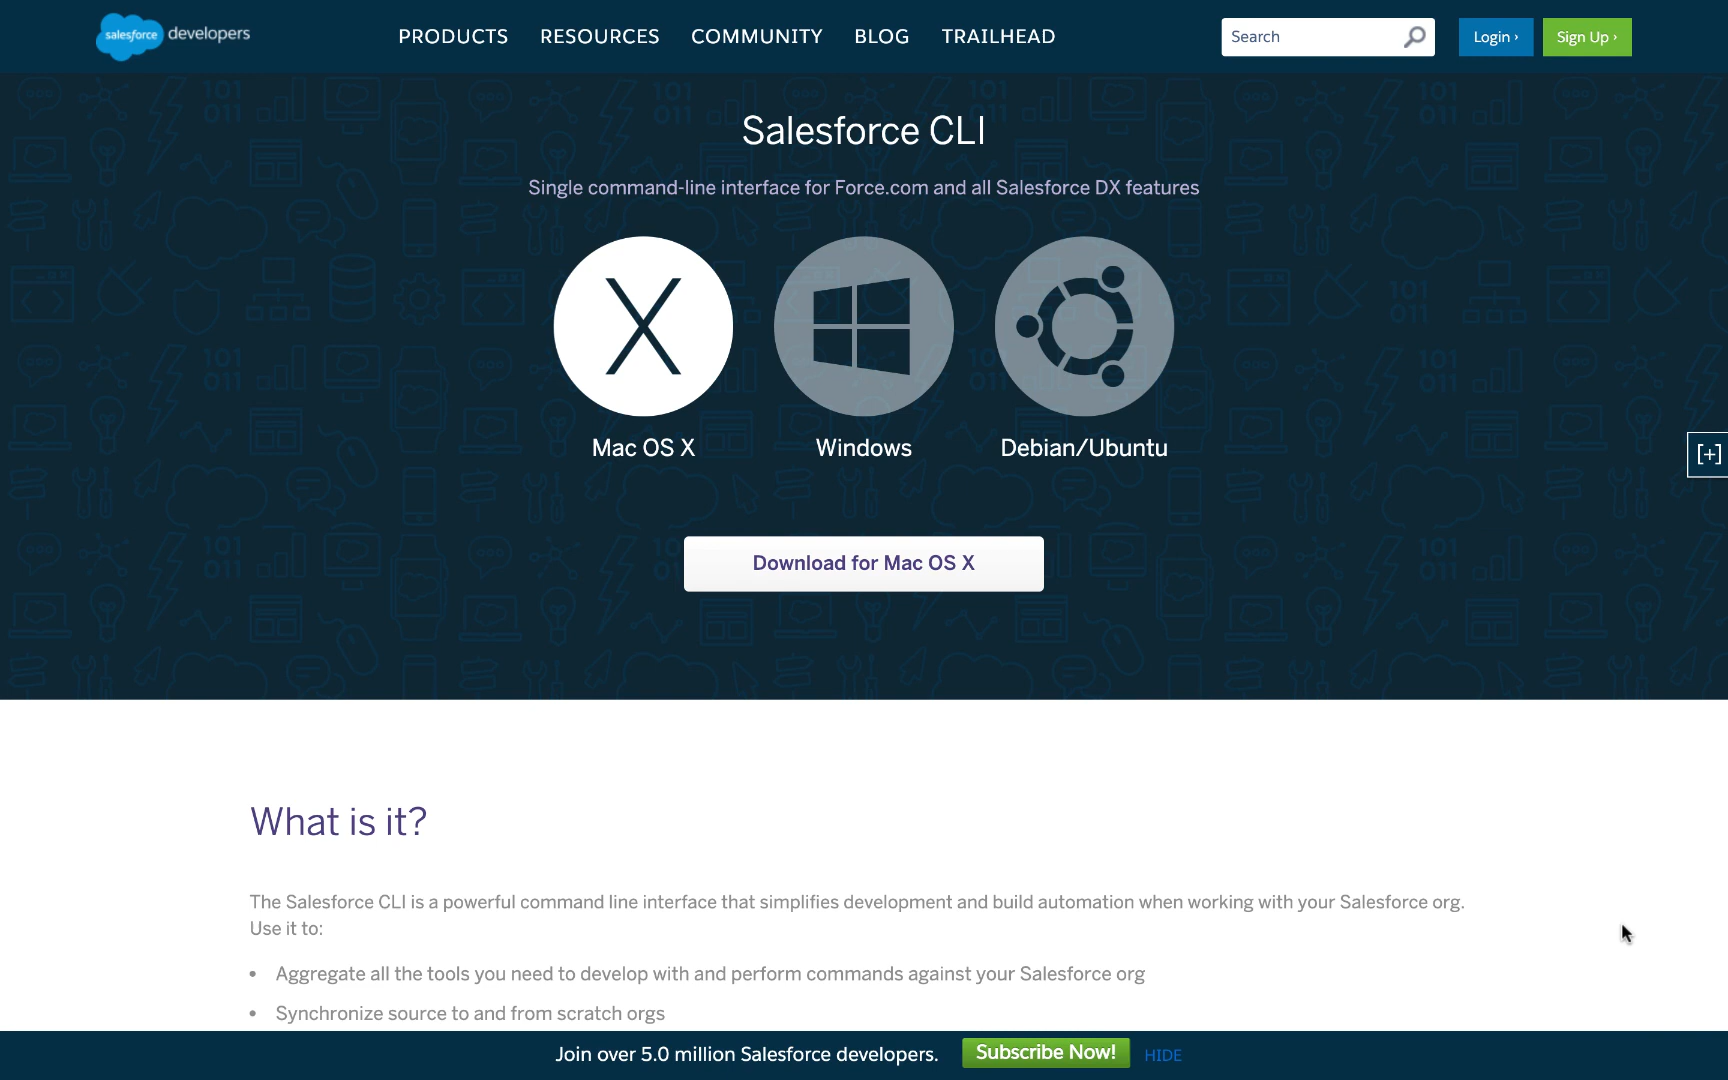 salesforce developers
PRODUCTS RESOURCES COMMUNITY BLOG TRAILHEAD
Search
Login ›
Sign Up ›
Salesforce CLI
Single command-line interface for Force.com and all Salesforce DX features
Mac OS X
Windows
Debian/Ubuntu
[+]
Download for Mac OS X
What is it?
The Salesforce CLI is a powerful command line interface that simplifies development and build automation when working with your Salesforce org.
Use it to:
• Aggregate all the tools you need to develop with and perform commands against your Salesforce org
• Synchronize source to and from scratch orgs
Join over 5.0 million Salesforce developers. Subscribe Now! HIDE